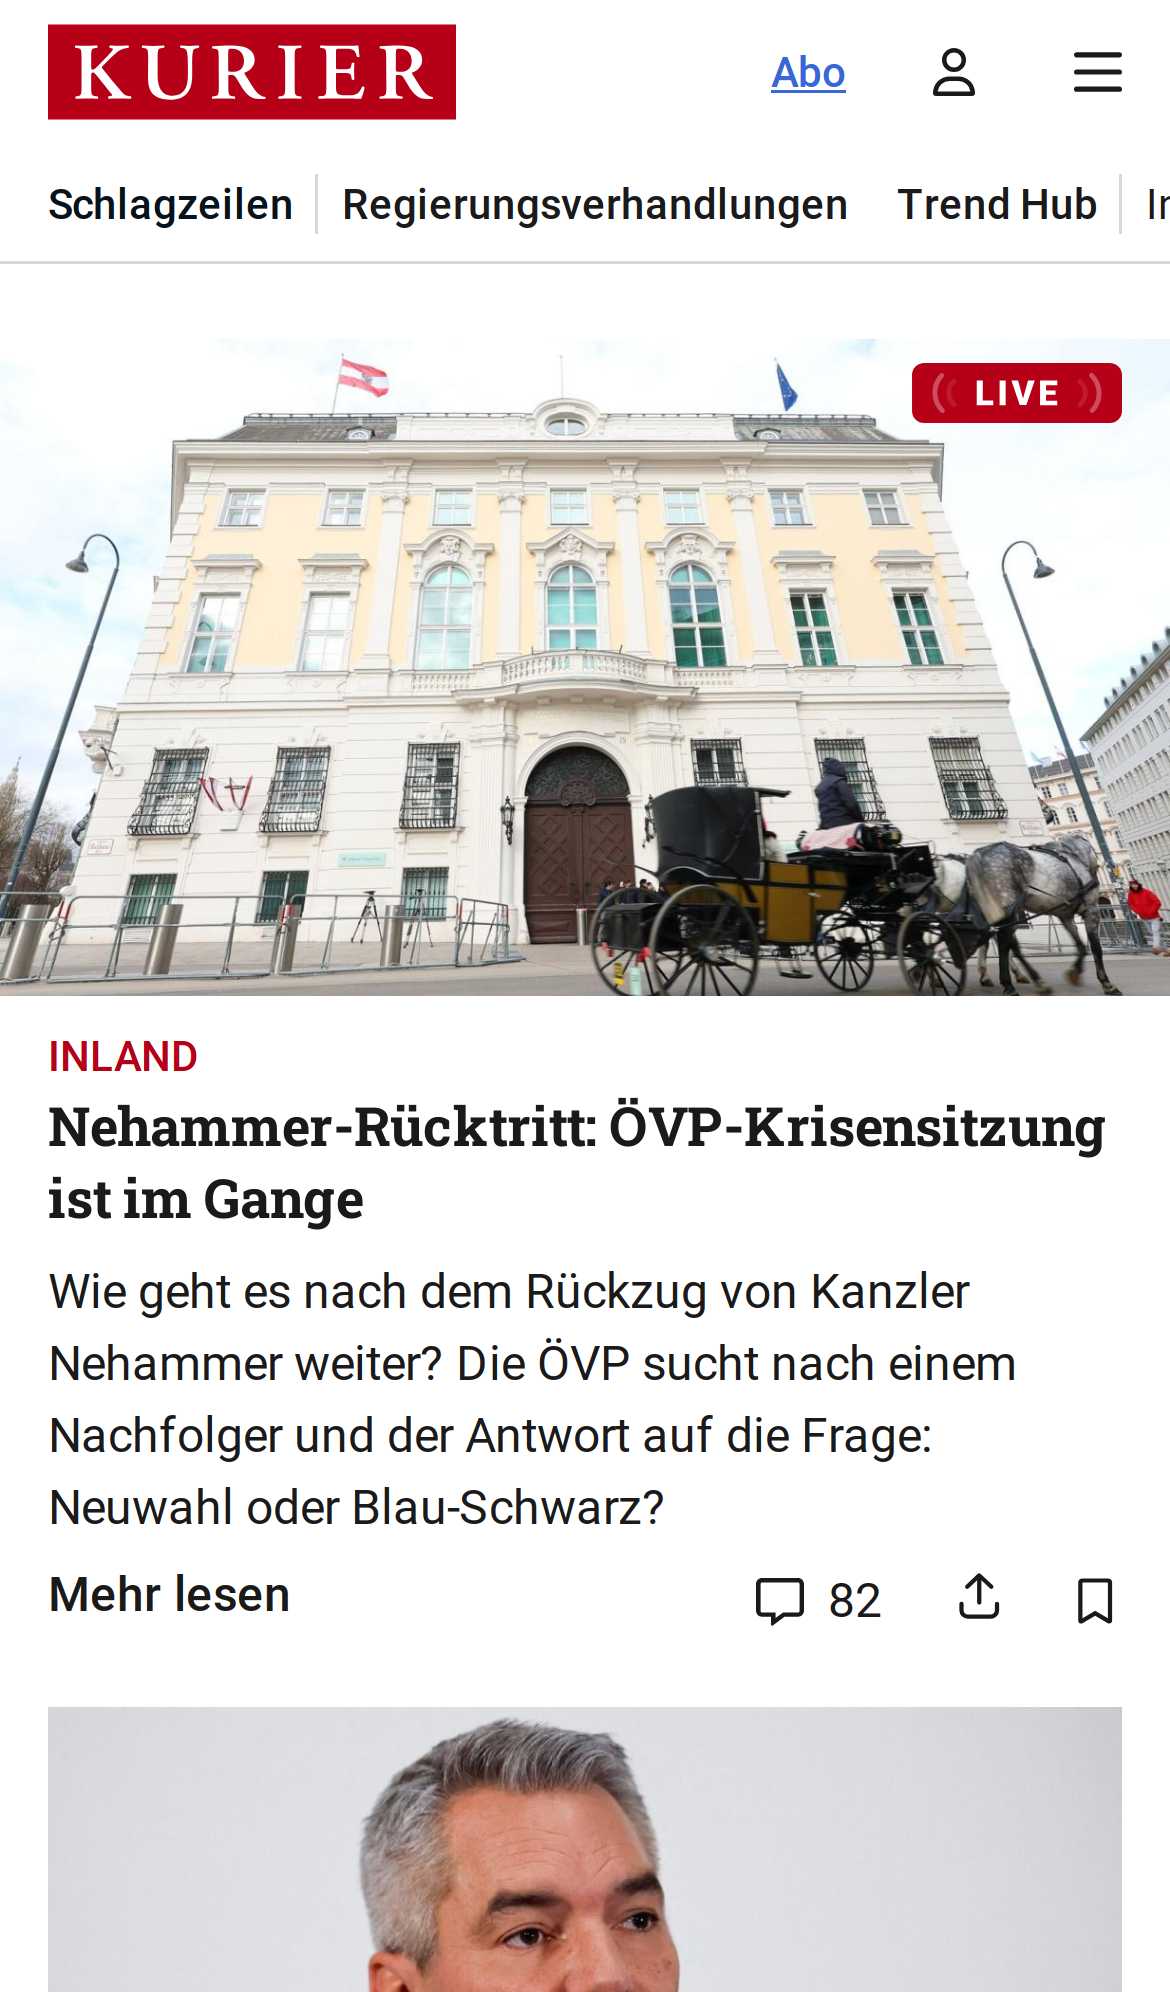 KURIER
Abo
Schlagzeilen
Regierungsverhandlungen
Trend Hub
LIVE
INLAND
Nehammer-Rücktritt: ÖVP-Krisensitzung
ist im Gange
Wie geht es nach dem Rückzug von Kanzler
Nehammer weiter? Die ÖVP sucht nach einem
Nachfolger und der Antwort auf die Frage:
Neuwahl oder Blau-Schwarz?
Mehr lesen
82